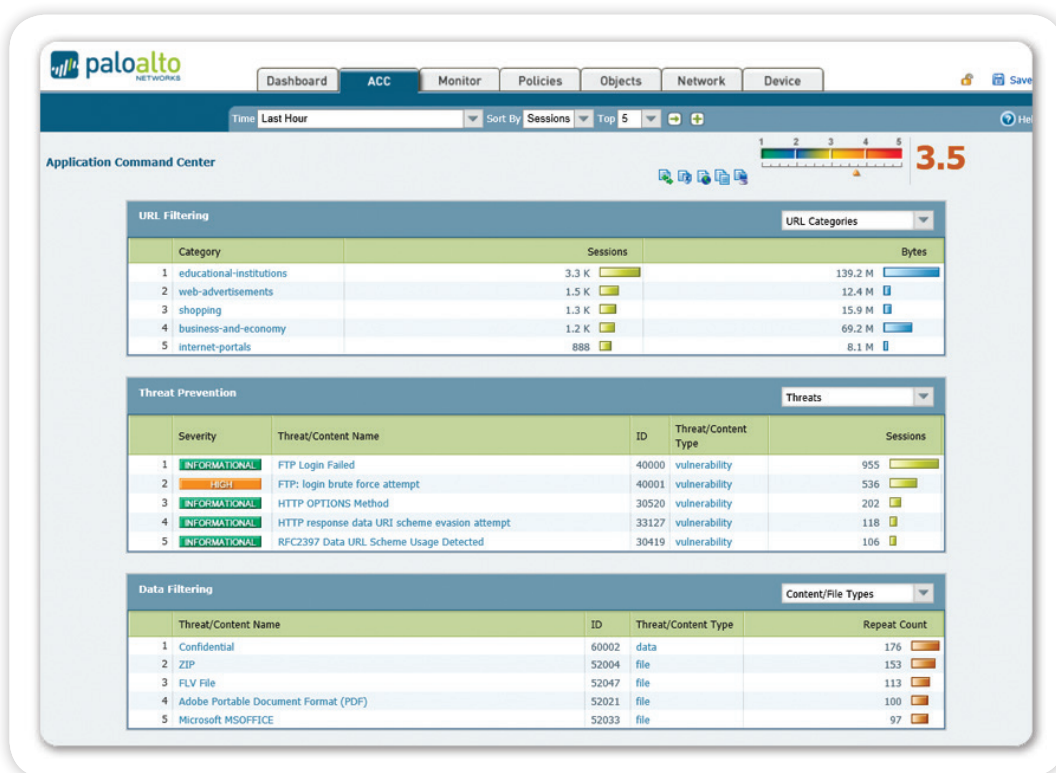 paloalto
NETWORKS
Dashboard ACC Monitor Policies Objects Network Device Save
Time Last Hour Sort By Sessions Top 5 Hel
Application Command Center 1 2 3 4 5 3.5
URL Filtering URL Categories
Category Sessions Bytes
1 educational-institutions 3.3 K 139.2 M
2 web-advertisements 1.5 K 12.4 M
3 shopping 1.3 K 15.9 M
4 business-and-economy 1.2 K 69.2 M
5 internet-portals 888 8.1 M
Threat Prevention Threats
Severity Threat/Content Name ID Threat/Content Type Sessions
1 INFORMATIONAL FTP Login Failed 40000 vulnerability 955
2 HIGH FTP: login brute force attempt 40001 vulnerability 536
3 INFORMATIONAL HTTP OPTIONS Method 30520 vulnerability 202
4 INFORMATIONAL HTTP response data URI scheme evasion attempt 33127 vulnerability 118
5 INFORMATIONAL RFC2397 Data URL Scheme Usage Detected 30419 vulnerability 106
Data Filtering Content/File Types
Threat/Content Name ID Threat/Content Type Repeat Count
1 Confidential 60002 data 176
2 ZIP 52004 file 153
3 FLV File 52047 file 113
4 Adobe Portable Document Format (PDF) 52021 file 100
5 Microsoft MSOFFICE 52033 file 97